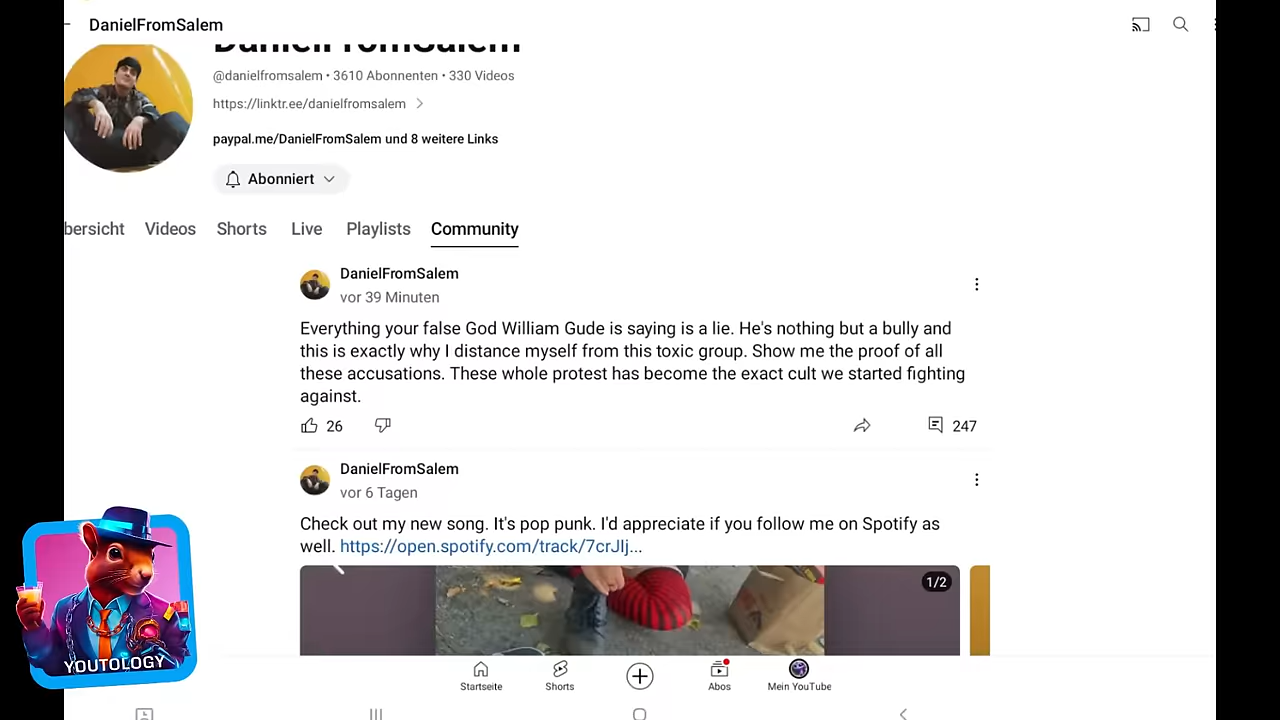 DanielFromSalem
DanielFromSalem
@danielfromsalem • 3610 Abonnenten • 330 Videos
https://linktr.ee/danielfromsalem
paypal.me/DanielFromSalem und 8 weitere Links
Abonniert
bersicht Videos Shorts Live Playlists Community
DanielFromSalem
vor 39 Minuten
Everything your false God William Gude is saying is a lie. He's nothing but a bully and
this is exactly why I distance myself from this toxic group. Show me the proof of all
these accusations. These whole protest has become the exact cult we started fighting
against.
26 247
DanielFromSalem
vor 6 Tagen
Check out my new song. It's pop punk. I'd appreciate if you follow me on Spotify as
well. https://open.spotify.com/track/7crJIj...
1/2
YOUTOLOGY
Startseite Shorts Abos Mein YouTube